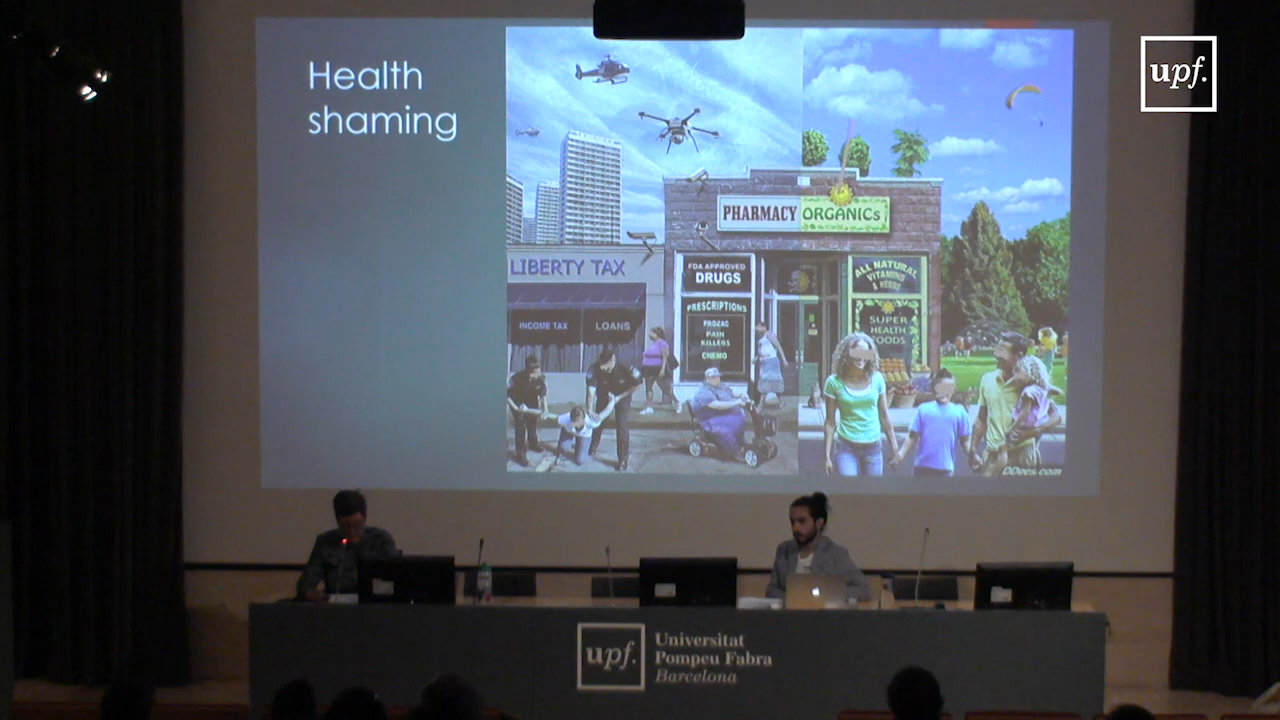 Health
shaming
upf.
PHARMACY ORGANICs
LIBERTY TAX
FDA APPROVED
DRUGS
ALL NATURAL
VITAMINS
& HERBS
INCOME TAX
LOANS
PRESCRIPTIONS
PROZAC
PAIN
KILLERS
CHEMO
SUPER
HEALTH
FOODS
DDees.com
upf.
Universitat
Pompeu Fabra
Barcelona